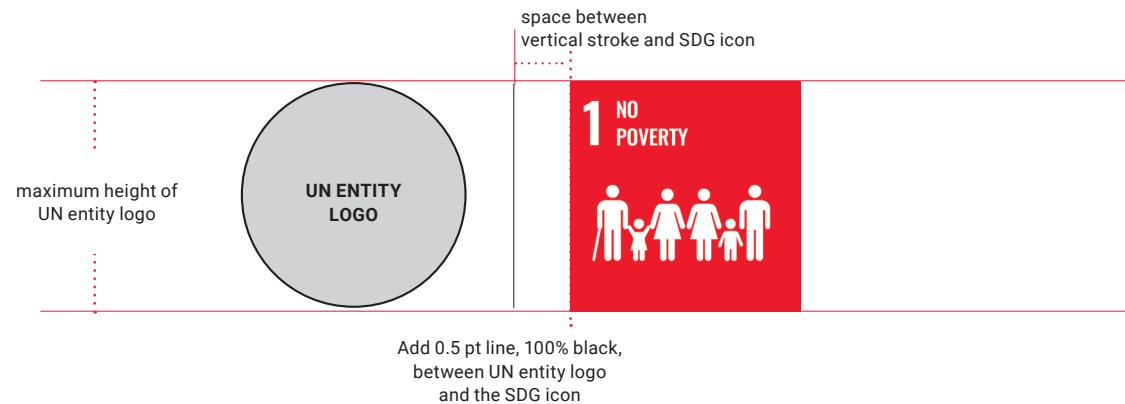 space between
vertical stroke and SDG icon
maximum height of
UN entity logo
UN ENTITY
LOGO
1 NO
POVERTY
Add 0.5 pt line, 100% black,
between UN entity logo
and the SDG icon